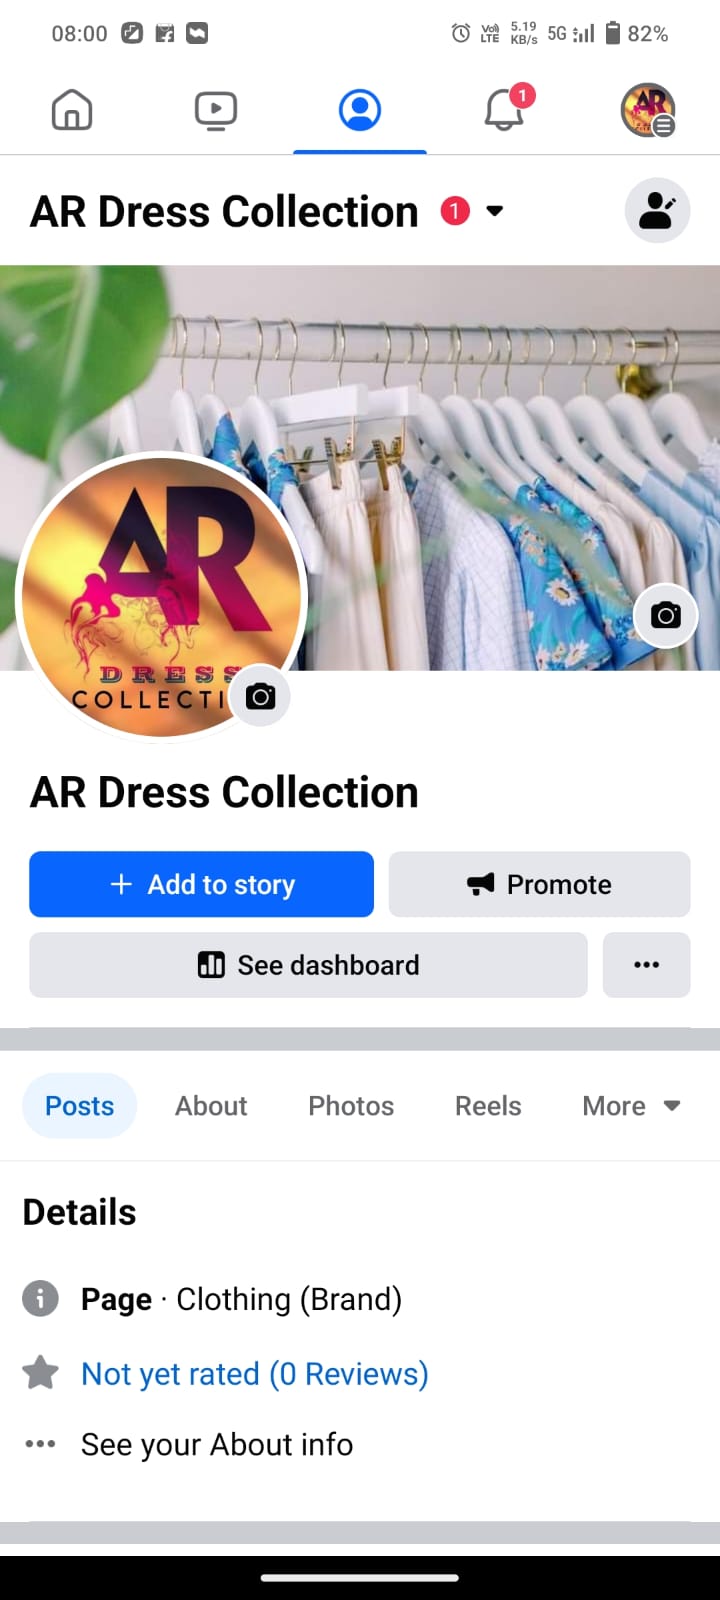 08:00 Vo) LTE 5.19 KB/s 5G 82%
1
AR
AR Dress Collection 1
AR
DRESS
COLLECTI
AR Dress Collection
+ Add to story
Promote
See dashboard
Posts About Photos Reels More
Details
Page · Clothing (Brand)
Not yet rated (0 Reviews)
See your About info